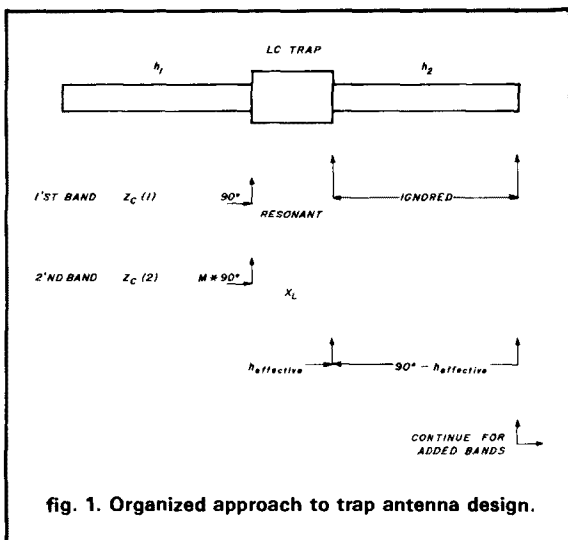 LC TRAP
h1 h2
1'ST BAND Zc (1) 90° IGNORED
RESONANT
2'ND BAND Zc (2) M * 90°
XL
heffective 90° - heffective
CONTINUE FOR
ADDED BANDS
fig. 1. Organized approach to trap antenna design.